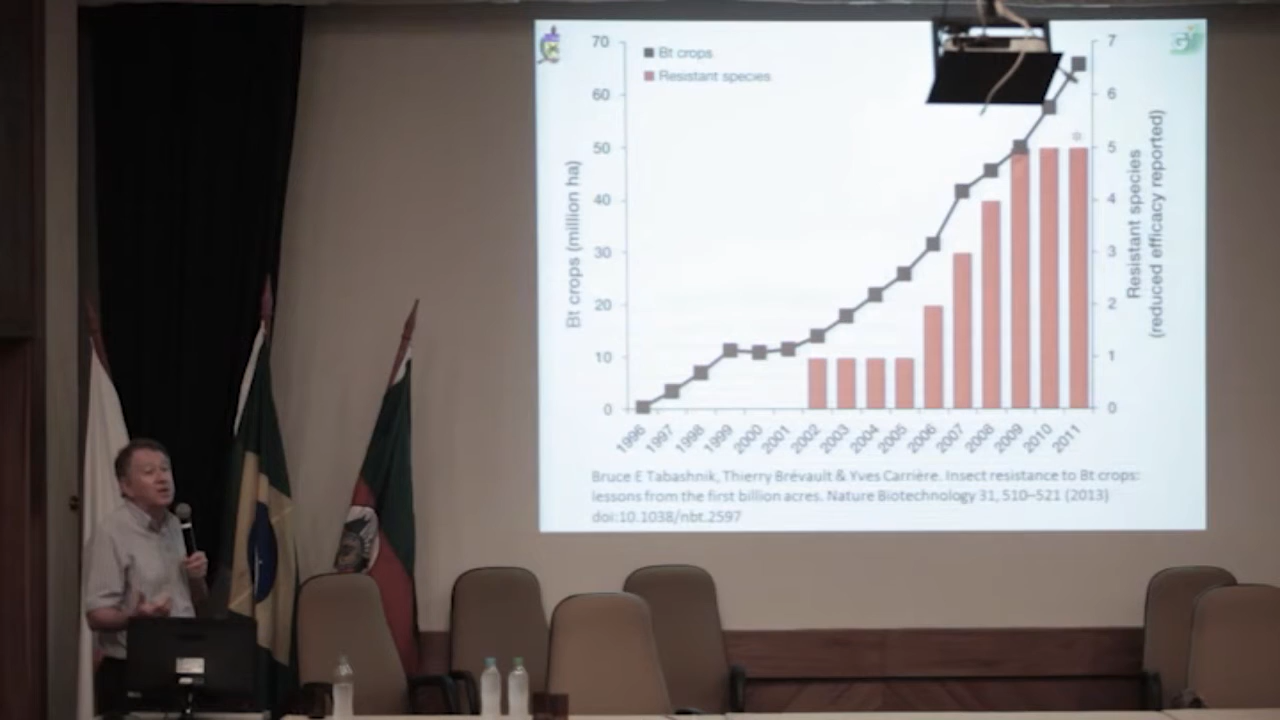 Bt crops
Resistant species
70
60
50
40
30
20
10
0
Bt crops (million ha)
7
6
5
4
3
2
1
0
Resistant species
(reduced efficacy reported)
*
1996 1997 1998 1999 2000 2001 2002 2003 2004 2005 2006 2007 2008 2009 2010 2011
Bruce E Tabashnik, Thierry Brévault & Yves Carrière. Insect resistance to Bt crops:
lessons from the first billion acres. Nature Biotechnology 31, 510–521 (2013)
doi:10.1038/nbt.2597